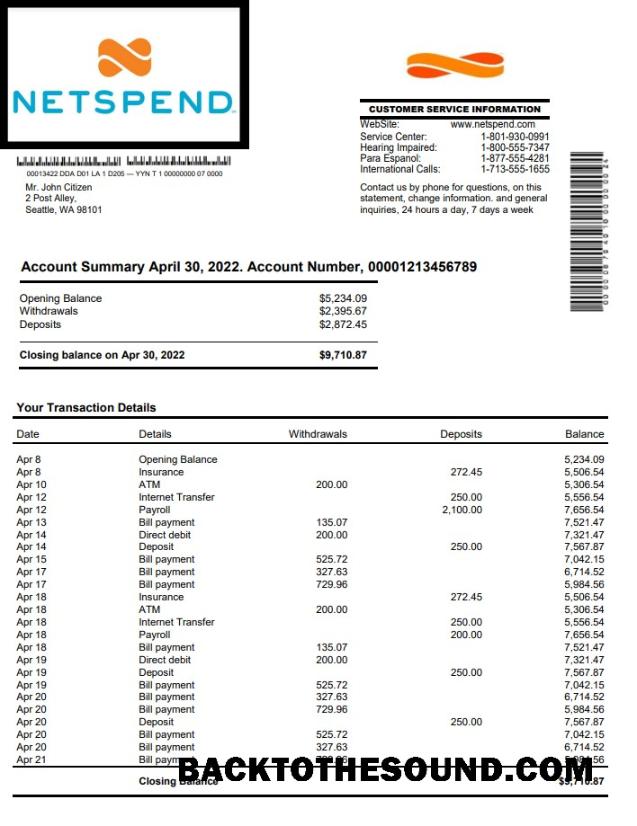 NETSPEND
CUSTOMER SERVICE INFORMATION
WebSite: www.netspend.com
Service Center: 1-801-930-0991
Hearing Impaired: 1-800-555-7347
Para Espanol: 1-877-555-4281
International Calls: 1-713-555-1655
Contact us by phone for questions, on this
statement, change information. and general
inquiries, 24 hours a day, 7 days a week
00013422 DDA D01 LA 1 D205 — YYN T 1 00000000 07 0000
Mr. John Citizen
2 Post Alley,
Seattle, WA 98101
Account Summary April 30, 2022. Account Number, 00001213456789
Opening Balance $5,234.09
Withdrawals $2,395.67
Deposits $2,872.45
Closing balance on Apr 30, 2022 $9,710.87
Your Transaction Details
Date Details Withdrawals Deposits Balance
Apr 8 Opening Balance 5,234.09
Apr 8 Insurance 272.45 5,506.54
Apr 10 ATM 200.00 5,306.54
Apr 12 Internet Transfer 250.00 5,556.54
Apr 12 Payroll 2,100.00 7,656.54
Apr 13 Bill payment 135.07 7,521.47
Apr 14 Direct debit 200.00 7,321.47
Apr 14 Deposit 250.00 7,567.87
Apr 15 Bill payment 525.72 7,042.15
Apr 17 Bill payment 327.63 6,714.52
Apr 17 Bill payment 729.96 5,984.56
Apr 18 Insurance 272.45 5,506.54
Apr 18 ATM 200.00 5,306.54
Apr 18 Internet Transfer 250.00 5,556.54
Apr 18 Payroll 200.00 7,656.54
Apr 18 Bill payment 135.07 7,521.47
Apr 19 Direct debit 200.00 7,321.47
Apr 19 Deposit 250.00 7,567.87
Apr 19 Bill payment 525.72 7,042.15
Apr 20 Bill payment 327.63 6,714.52
Apr 20 Bill payment 729.96 5,984.56
Apr 20 Deposit 250.00 7,567.87
Apr 20 Bill payment 525.72 7,042.15
Apr 20 Bill payment 327.63 6,714.52
Apr 21 Bill
BACKTOTHESOUND.COM
Closing Balance $9,710.87